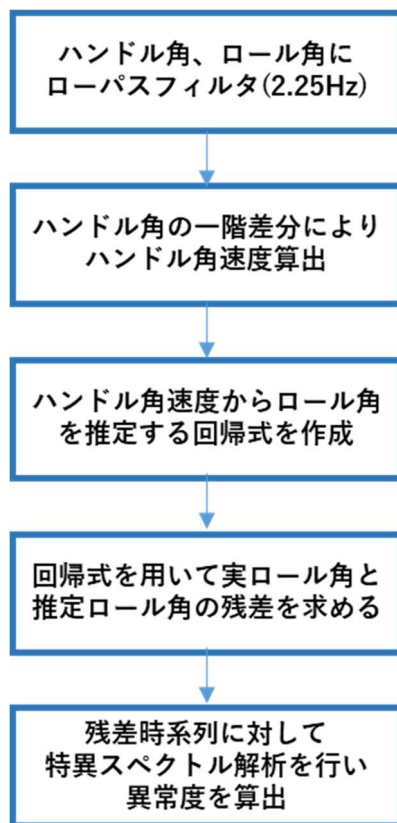 ハンドル角、ロール角に
ローパスフィルタ(2.25Hz)
ハンドル角の一階差分により
ハンドル角速度算出
ハンドル角速度からロール角
を推定する回帰式を作成
回帰式を用いて実ロール角と
推定ロール角の残差を求める
残差時系列に対して
特異スペクトル解析を行い
異常度を算出